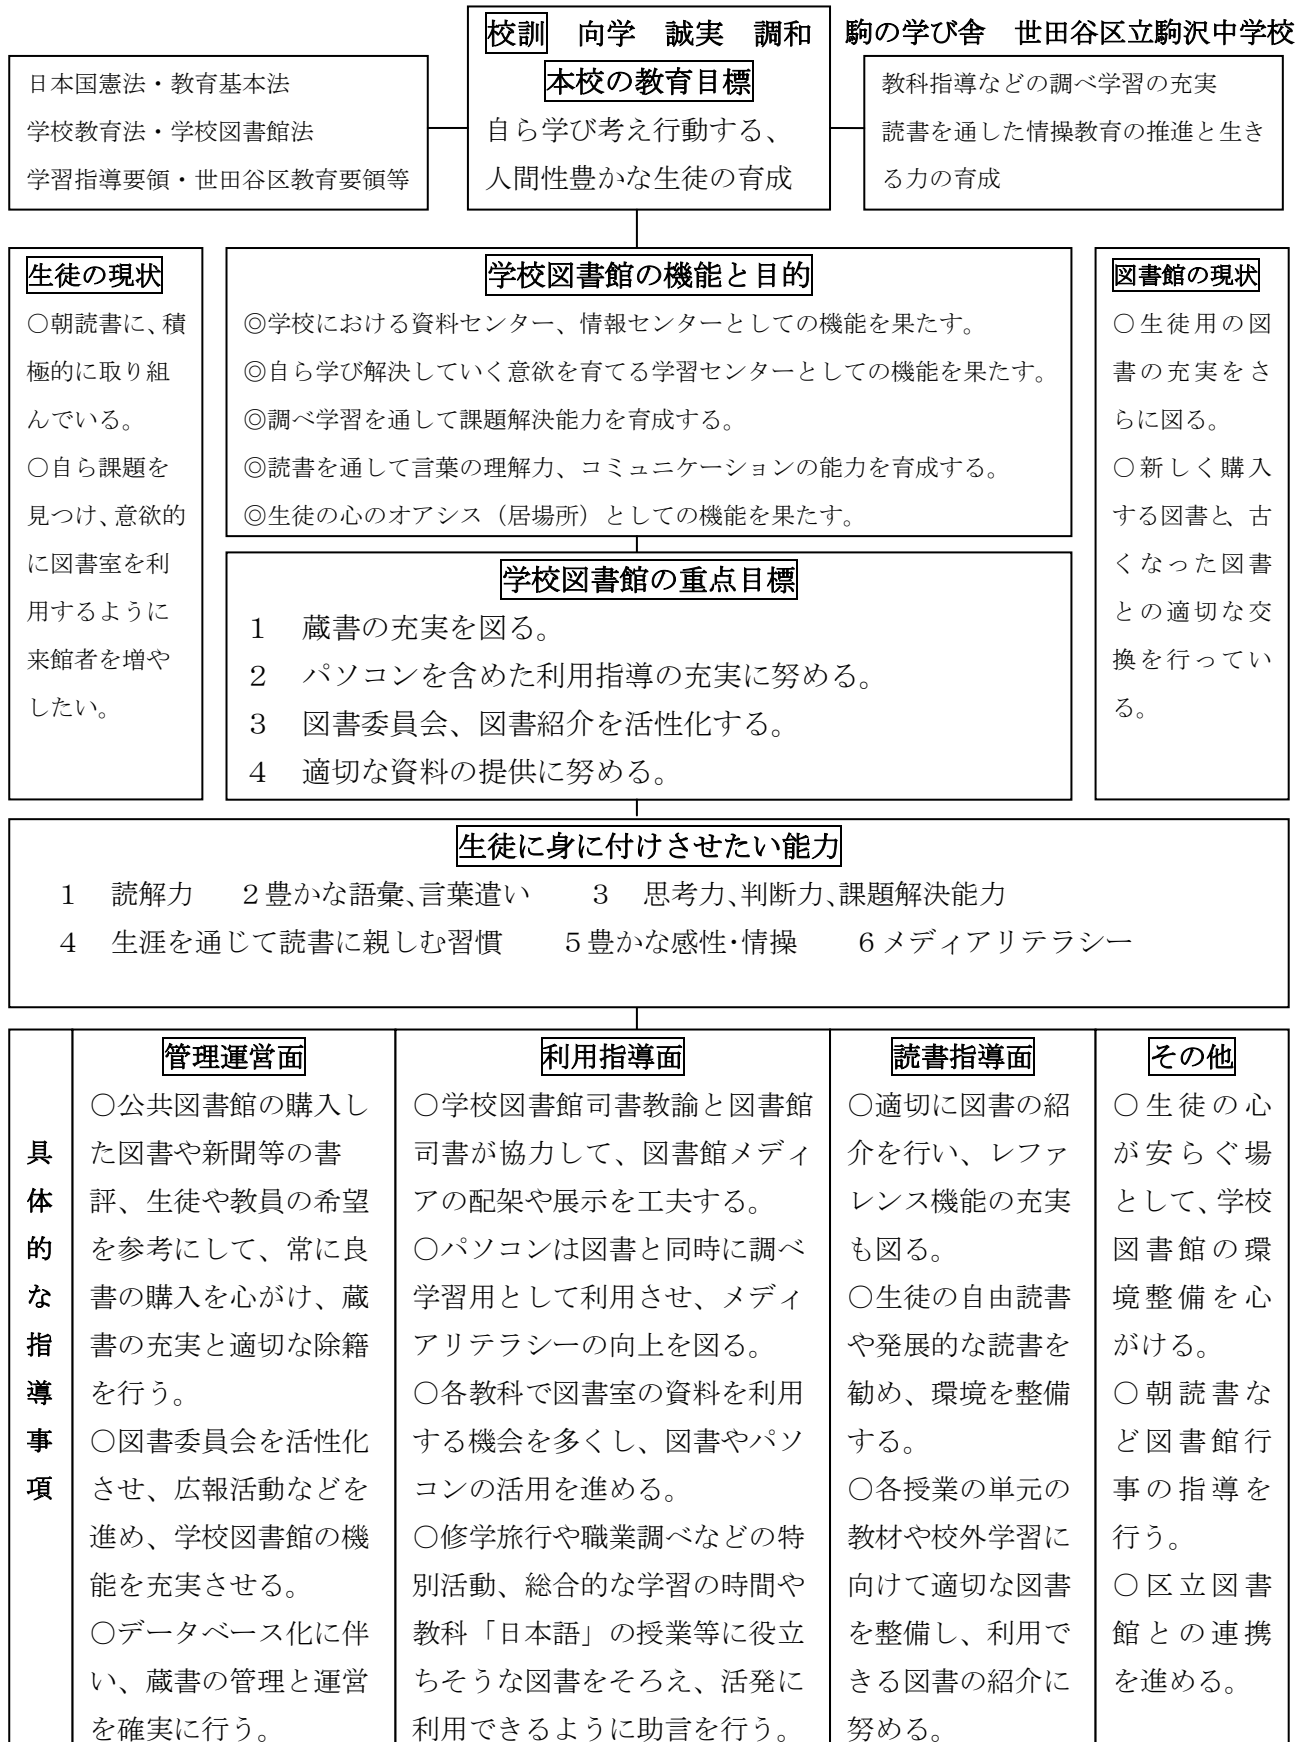 校訓　向学　誠実　調和
駒の学び舎　世田谷区立駒沢中学校
日本国憲法・教育基本法
学校教育法・学校図書館法
学習指導要領・世田谷区教育要領等
本校の教育目標
自ら学び考え行動する、
人間性豊かな生徒の育成
教科指導などの調べ学習の充実
読書を通した情操教育の推進と生き
る力の育成
生徒の現状
○朝読書に、積
極的に取り組
んでいる。
○自ら課題を
見つけ、意欲的
に図書室を利
用するように
来館者を増や
したい。
学校図書館の機能と目的
◎学校における資料センター、情報センターとしての機能を果たす。
◎自ら学び解決していく意欲を育てる学習センターとしての機能を果たす。
◎調べ学習を通して課題解決能力を育成する。
◎読書を通して言葉の理解力、コミュニケーションの能力を育成する。
◎生徒の心のオアシス（居場所）としての機能を果たす。
学校図書館の重点目標
１　蔵書の充実を図る。
２　パソコンを含めた利用指導の充実に努める。
３　図書委員会、図書紹介を活性化する。
４　適切な資料の提供に努める。
図書館の現状
○生徒用の図
書の充実をさ
らに図る。
○新しく購入
する図書と、古
くなった図書
との適切な交
換を行ってい
る。
生徒に身に付けさせたい能力
１　読解力　２豊かな語彙、言葉遣い　３　思考力、判断力、課題解決能力
４　生涯を通じて読書に親しむ習慣　５豊かな感性・情操　６メディアリテラシー
具体的な指導事項
管理運営面
○公共図書館の購入し
た図書や新聞等の書
評、生徒や教員の希望
を参考にして、常に良
書の購入を心がけ、蔵
書の充実と適切な除籍
を行う。
○図書委員会を活性化
させ、広報活動などを
進め、学校図書館の機
能を充実させる。
○データベース化に伴
い、蔵書の管理と運営
を確実に行う。
利用指導面
○学校図書館司書教諭と図書館
司書が協力して、図書館メディ
アの配架や展示を工夫する。
○パソコンは図書と同時に調べ
学習用として利用させ、メディ
アリテラシーの向上を図る。
○各教科で図書室の資料を利用
する機会を多くし、図書やパソ
コンの活用を進める。
○修学旅行や職業調べなどの特
別活動、総合的な学習の時間や
教科「日本語」の授業等に役立
ちそうな図書をそろえ、活発に
利用できるように助言を行う。
読書指導面
○適切に図書の紹
介を行い、レファ
レンス機能の充実
も図る。
○生徒の自由読書
や発展的な読書を
勧め、環境を整備
する。
○各授業の単元の
教材や校外学習に
向けて適切な図書
を整備し、利用で
きる図書の紹介に
努める。
その他
○生徒の心
が安らぐ場
として、学校
図書館の環
境整備を心
がける。
○朝読書な
ど図書館行
事の指導を
行う。
○区立図書
館との連携
を進める。